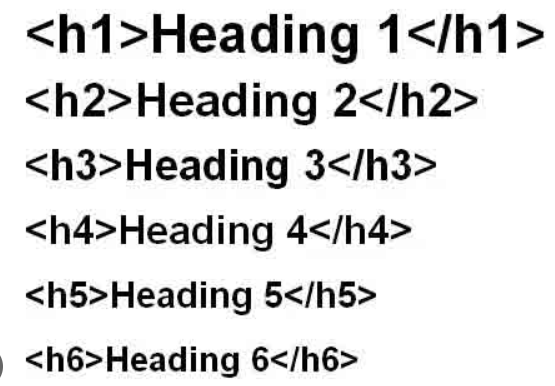 <h1>Heading 1</h1>
<h2>Heading 2</h2>
<h3>Heading 3</h3>
<h4>Heading 4</h4>
<h5>Heading 5</h5>
<h6>Heading 6</h6>